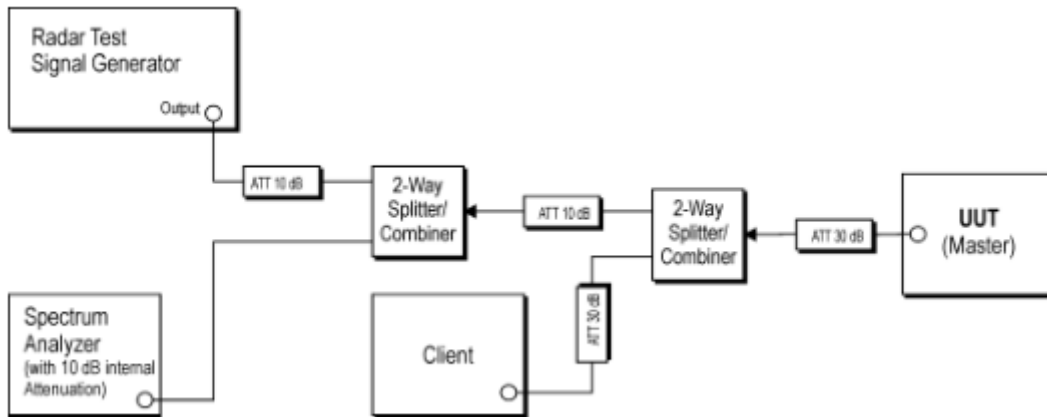 Radar Test
Signal Generator
Output
ATT 10 dB
2-Way
Splitter/
Combiner
ATT 10 dB
2-Way
Splitter/
Combiner
ATT 30 dB
UUT
(Master)
Spectrum
Analyzer
(with 10 dB internal
Attenuation)
Client
ATT 30 dB